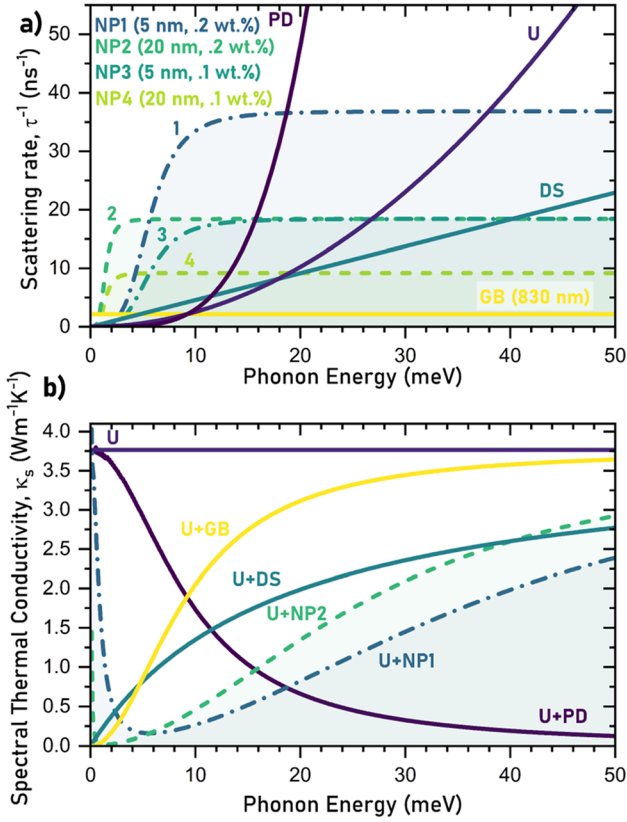 a)
NP1 (5 nm, .2 wt.%)
NP2 (20 nm, .2 wt.%)
NP3 (5 nm, .1 wt.%)
NP4 (20 nm, .1 wt.%)
PD
U
DS
GB (830 nm)
1
2
3
4
Scattering rate, τ⁻¹ (ns⁻¹)
50
40
30
20
10
0
0 10 20 30 40 50
Phonon Energy (meV)
b)
U
U+GB
U+DS
U+NP2
U+NP1
U+PD
Spectral Thermal Conductivity, κₛ (Wm⁻¹K⁻¹)
4.0
3.5
3.0
2.5
2.0
1.5
1.0
0.5
0.0
0 10 20 30 40 50
Phonon Energy (meV)